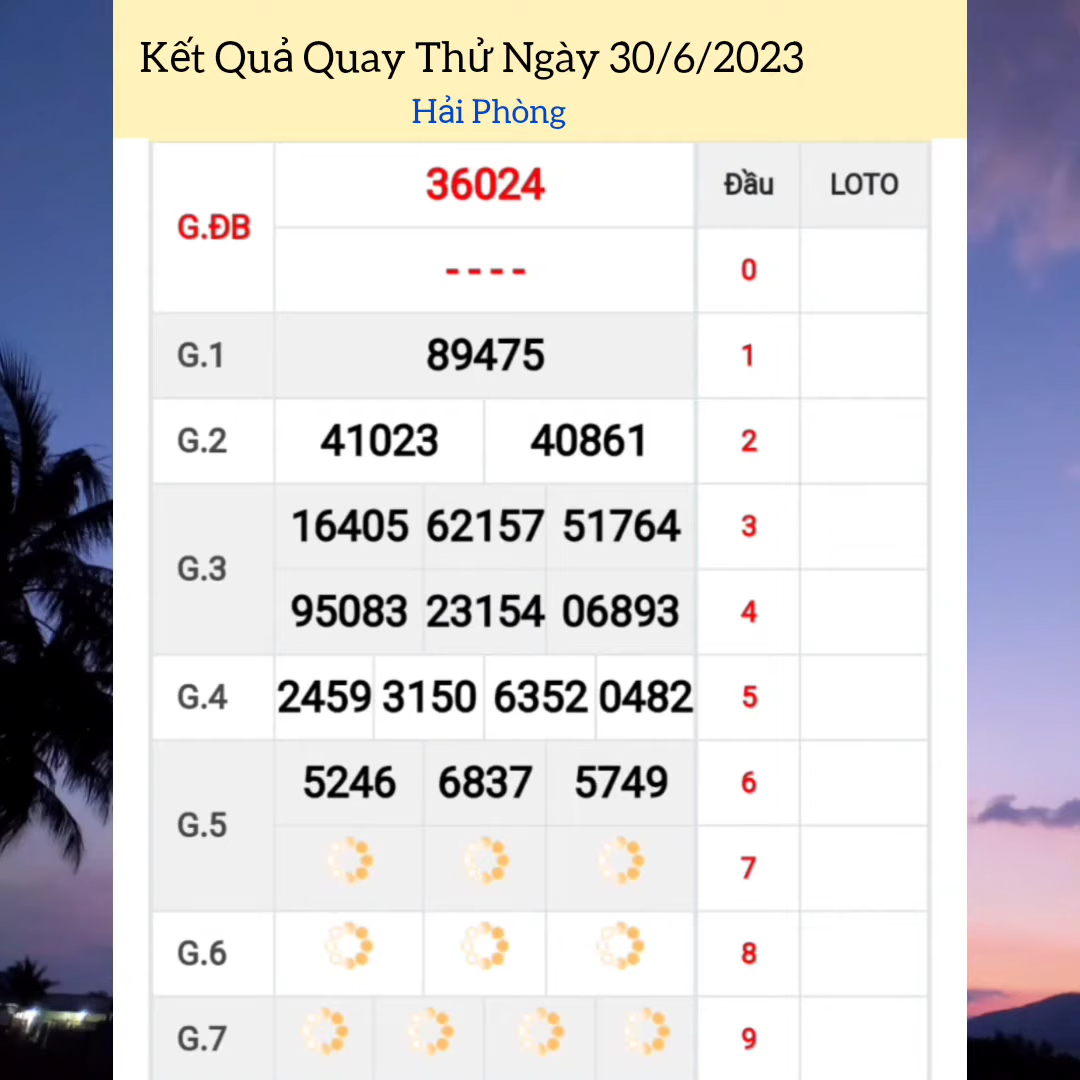 Kết Quả Quay Thử Ngày 30/6/2023
Hải Phòng
G.ĐB 36024 Đầu LOTO
---- 0
G.1 89475 1
G.2 41023 40861 2
G.3 16405 62157 51764 3
95083 23154 06893 4
G.4 2459 3150 6352 0482 5
G.5 5246 6837 5749 6
7
G.6 8
G.7 9